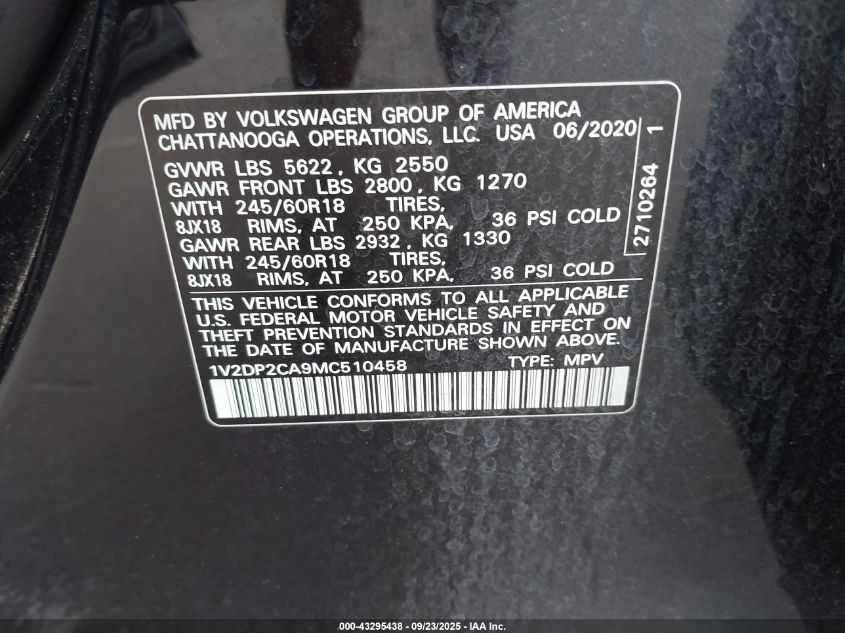 MFD BY VOLKSWAGEN GROUP OF AMERICA
CHATTANOOGA OPERATIONS, LLC. USA 06/2020
GVWR LBS 5622, KG 2550
GAWR FRONT LBS 2800, KG 1270
WITH 245/60R18 TIRES,
8JX18 RIMS, AT 250 KPA, 36 PSI COLD
GAWR REAR LBS 2932, KG 1330
WITH 245/60R18 TIRES,
8JX18 RIMS, AT 250 KPA, 36 PSI COLD
THIS VEHICLE CONFORMS TO ALL APPLICABLE
U.S. FEDERAL MOTOR VEHICLE SAFETY AND
THEFT PREVENTION STANDARDS IN EFFECT ON
THE DATE OF MANUFACTURE SHOWN ABOVE.
1V2DP2CA9MC510458 TYPE: MPV
2710264 1
000-43295438 - 09/23/2025 - IAA Inc.